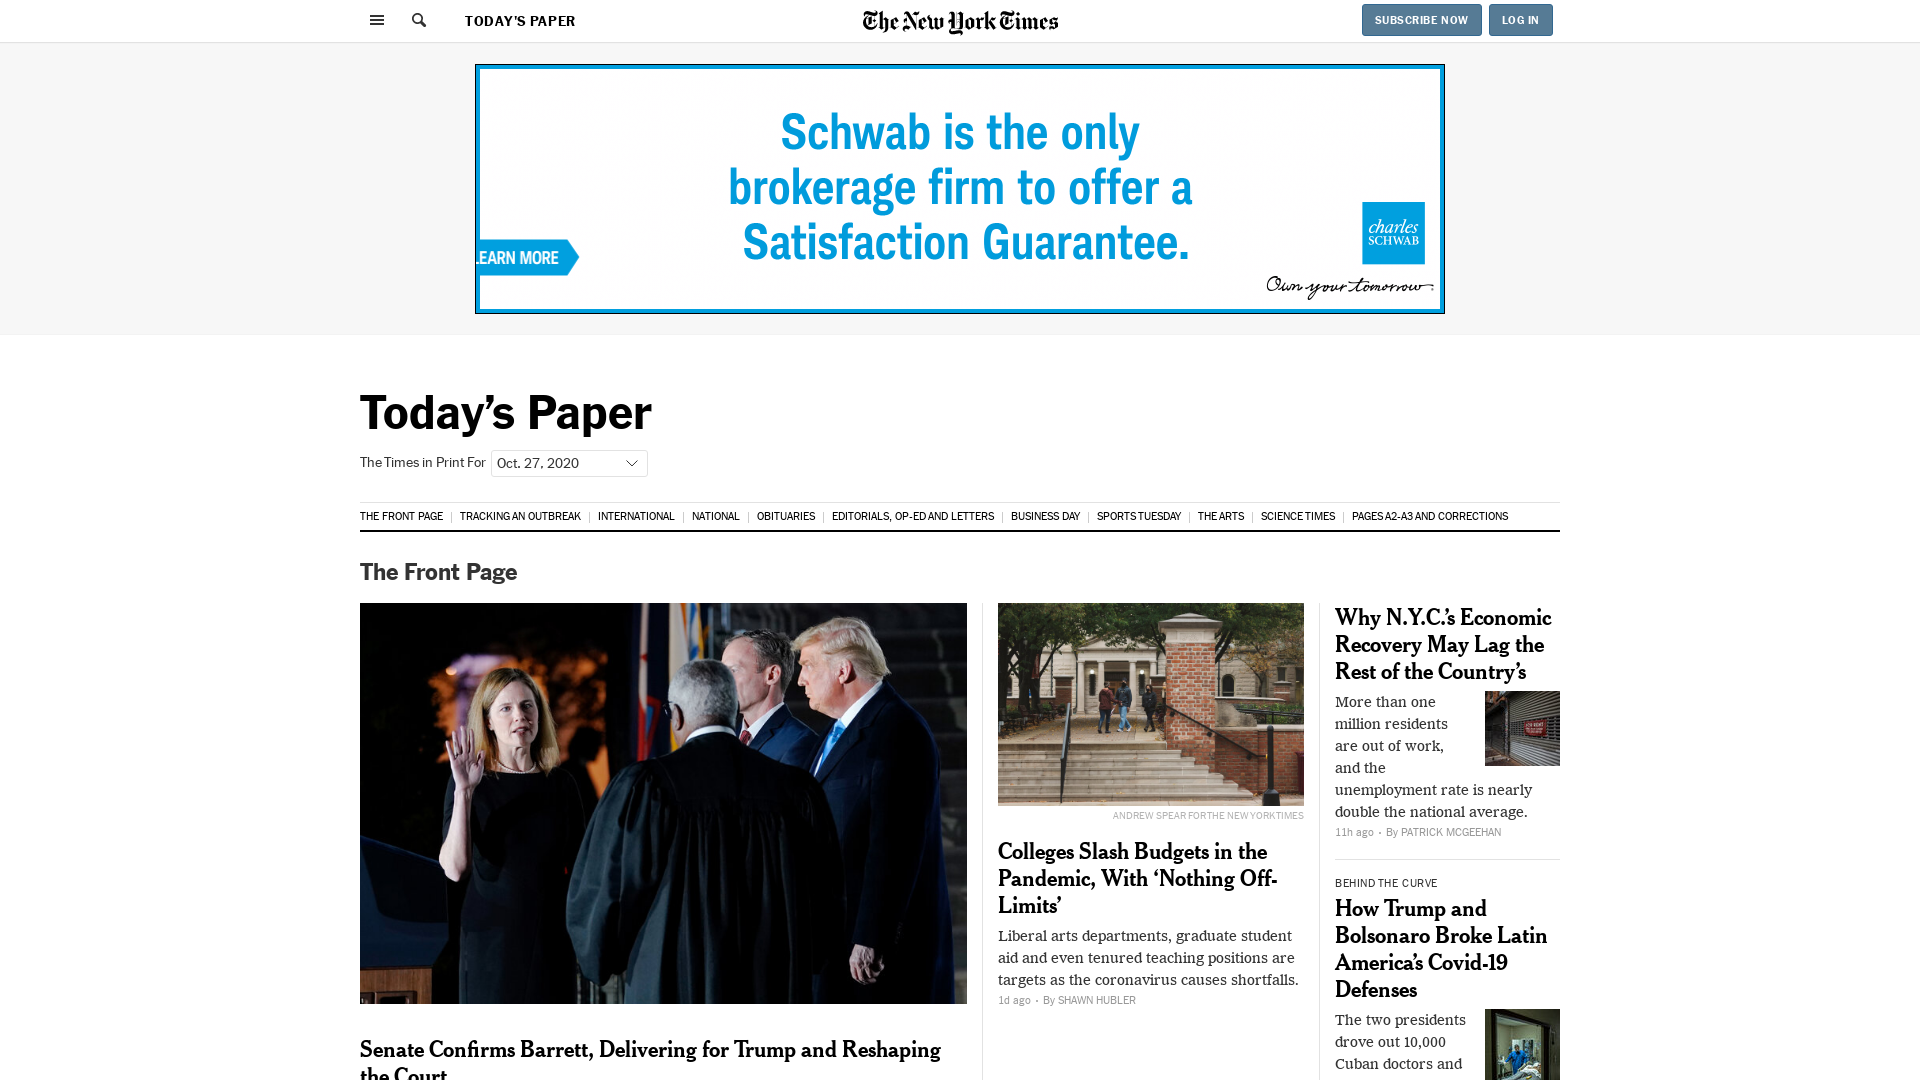 TODAY'S PAPER
The New York Times
SUBSCRIBE NOW
LOG IN
Schwab is the only
brokerage firm to offer a
Satisfaction Guarantee.
LEARN MORE
charles
SCHWAB
Own your tomorrow.
Today’s Paper
The Times in Print For Oct. 27, 2020
THE FRONT PAGE TRACKING AN OUTBREAK INTERNATIONAL NATIONAL OBITUARIES EDITORIALS, OP-ED AND LETTERS BUSINESS DAY SPORTS TUESDAY THE ARTS SCIENCE TIMES PAGES A2-A3 AND CORRECTIONS
The Front Page
Senate Confirms Barrett, Delivering for Trump and Reshaping
the Court
ANDREW SPEAR FOR THE NEW YORK TIMES
Colleges Slash Budgets in the
Pandemic, With ‘Nothing Off-
Limits’
Liberal arts departments, graduate student
aid and even tenured teaching positions are
targets as the coronavirus causes shortfalls.
1d ago • By SHAWN HUBLER
Why N.Y.C.’s Economic
Recovery May Lag the
Rest of the Country’s
More than one
million residents
are out of work,
and the
unemployment rate is nearly
double the national average.
11h ago • By PATRICK MCGEEHAN
BEHIND THE CURVE
How Trump and
Bolsonaro Broke Latin
America’s Covid-19
Defenses
The two presidents
drove out 10,000
Cuban doctors and